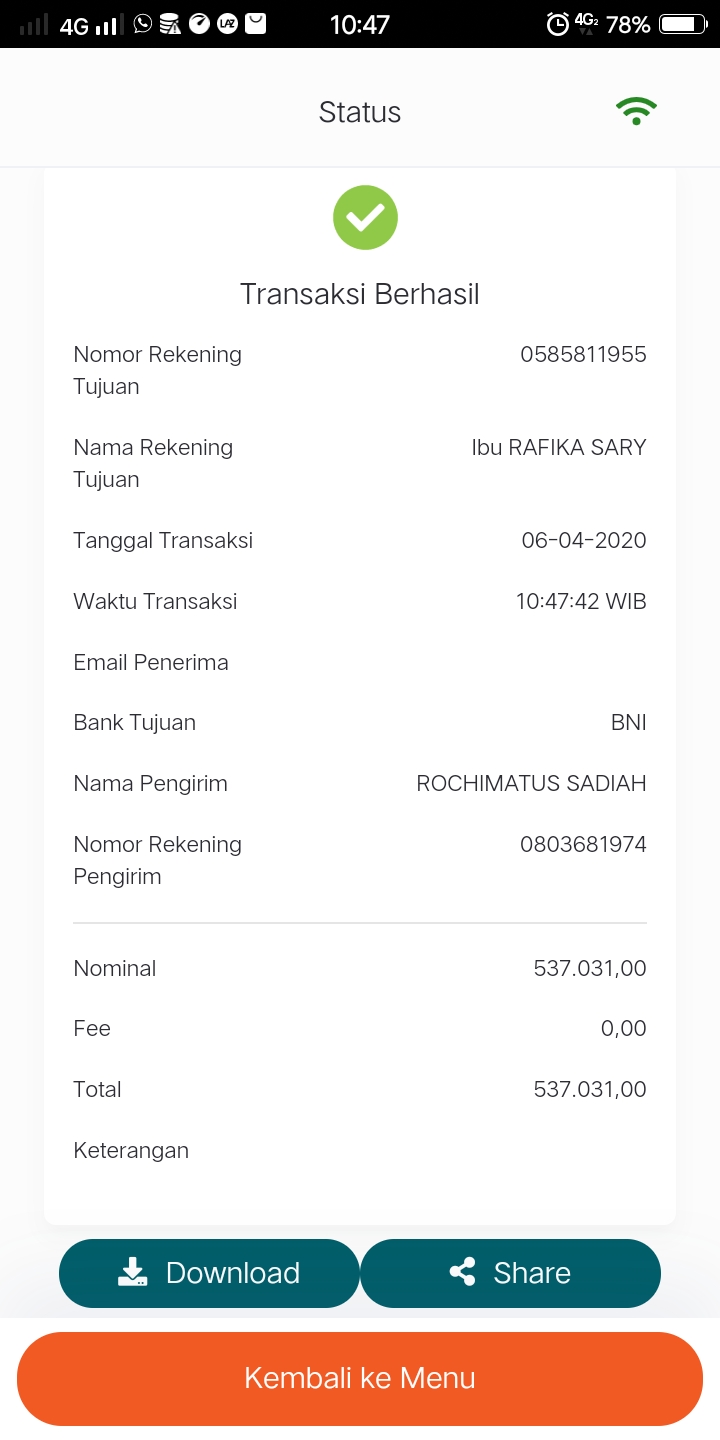 4G
LAZ
10:47
4G2
78%
Status
Transaksi Berhasil
Nomor Rekening Tujuan 0585811955
Nama Rekening Tujuan Ibu RAFIKA SARY
Tanggal Transaksi 06-04-2020
Waktu Transaksi 10:47:42 WIB
Email Penerima
Bank Tujuan BNI
Nama Pengirim ROCHIMATUS SADIAH
Nomor Rekening Pengirim 0803681974
Nominal 537.031,00
Fee 0,00
Total 537.031,00
Keterangan
Download Share
Kembali ke Menu